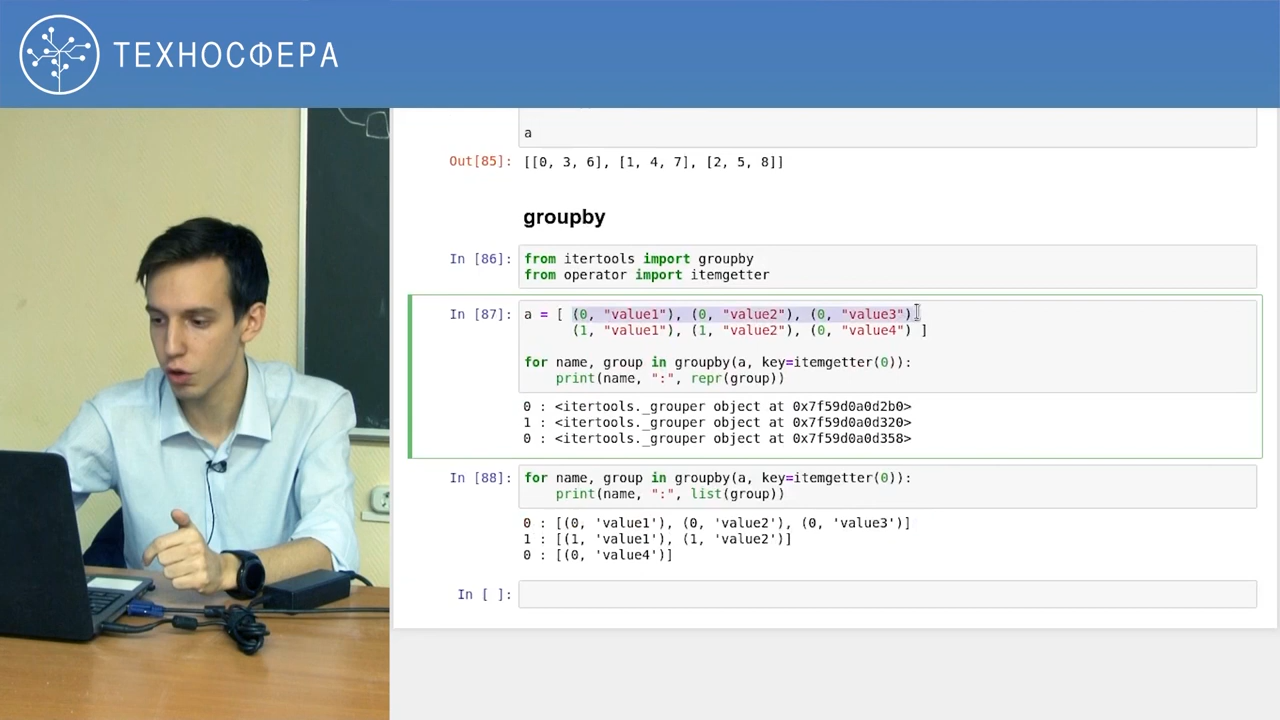 ТЕХНОСФЕРА
a
Out[85]: [[0, 3, 6], [1, 4, 7], [2, 5, 8]]
groupby
In [86]: from itertools import groupby
from operator import itemgetter
In [87]: a = [ (0, "value1"), (0, "value2"), (0, "value3"),
(1, "value1"), (1, "value2"), (0, "value4") ]
for name, group in groupby(a, key=itemgetter(0)):
print(name, ":", repr(group))
0 : <itertools._grouper object at 0x7f59d0a0d2b0>
1 : <itertools._grouper object at 0x7f59d0a0d320>
0 : <itertools._grouper object at 0x7f59d0a0d358>
In [88]: for name, group in groupby(a, key=itemgetter(0)):
print(name, ":", list(group))
0 : [(0, 'value1'), (0, 'value2'), (0, 'value3')]
1 : [(1, 'value1'), (1, 'value2')]
0 : [(0, 'value4')]
In [ ]: